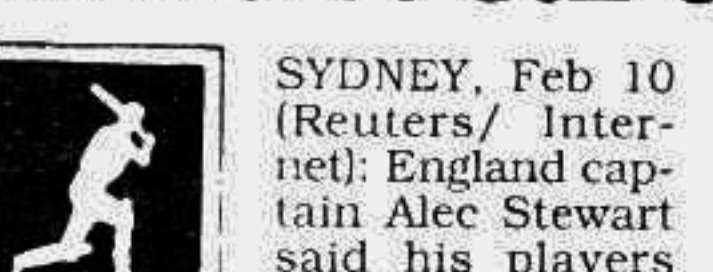 SYDNEY, Feb 10
(Reuters/ Inter-
net): England cap-
tain Alec Stewart
said his players